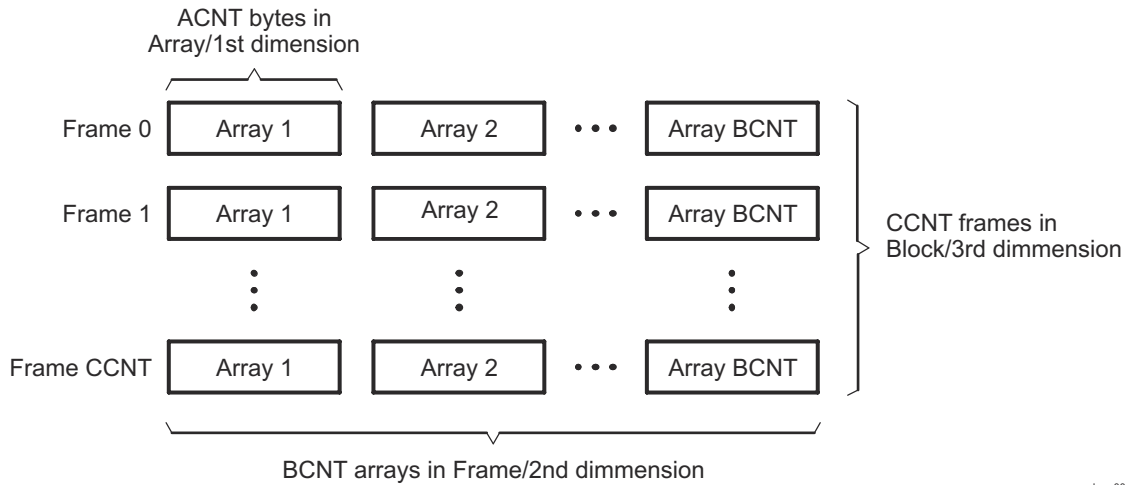 ACNT bytes in
Array/1st dimension
Frame 0 Array 1 Array 2 Array BCNT
Frame 1 Array 1 Array 2 Array BCNT
CCNT frames in
Block/3rd dimmension
Frame CCNT Array 1 Array 2 Array BCNT
BCNT arrays in Frame/2nd dimmension